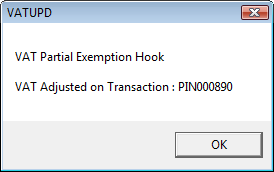 VATUPD
VAT Partial Exemption Hook
VAT Adjusted on Transaction : PIN000890
OK